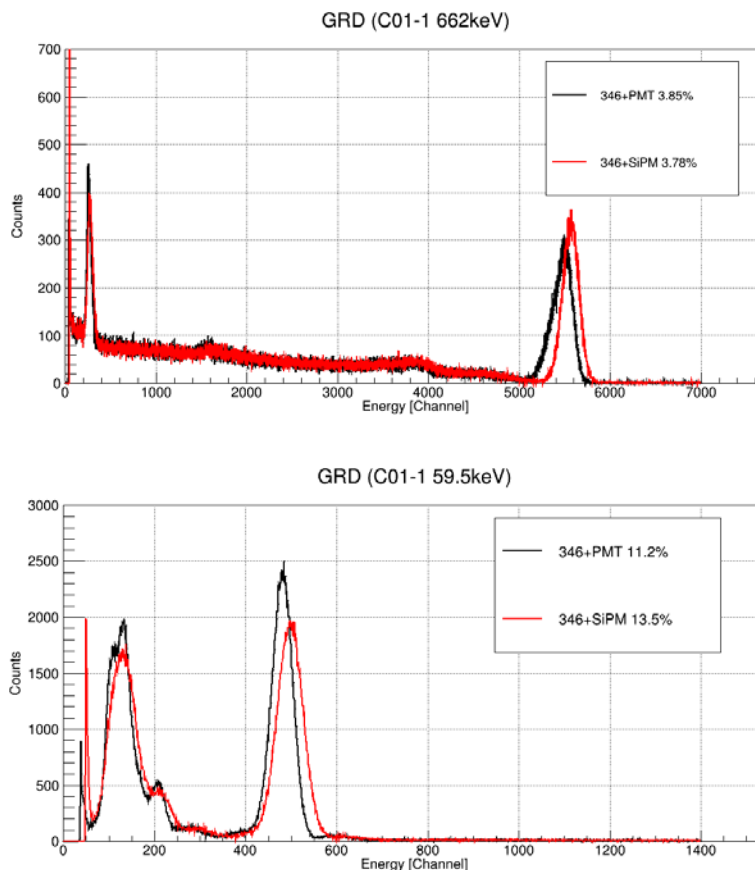 GRD (C01-1 662keV)
700
600
500
400
300
200
100
0
Counts
346+PMT 3.85%
346+SiPM 3.78%
0 1000 2000 3000 4000 5000 6000 7000
Energy [Channel]
GRD (C01-1 59.5keV)
3000
2500
2000
1500
1000
500
0
Counts
346+PMT 11.2%
346+SiPM 13.5%
0 200 400 600 800 1000 1200 1400
Energy [Channel]